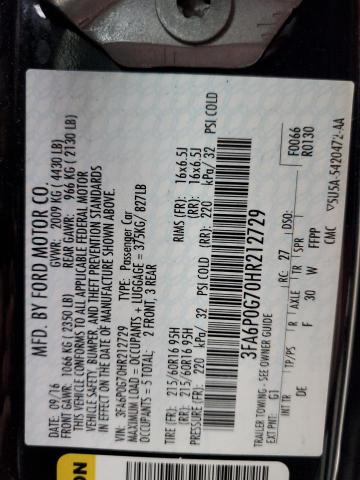 MFD. BY FORD MOTOR CO.
DATE: 09/16 GVWR: 2009 KG ( 4430 LB)
FRONT GAWR: 1066 KG ( 2350 LB) REAR GAWR: 966 KG ( 2130 LB)
THIS VEHICLE CONFORMS TO ALL APPLICABLE FEDERAL MOTOR
VEHICLE SAFETY, BUMPER, AND THEFT PREVENTION STANDARDS
IN EFFECT ON THE DATE OF MANUFACTURE SHOWN ABOVE.
VIN: 3FA6P0G70HR212729 TYPE: Passenger Car
MAXIMUM LOAD = OCCUPANTS + LUGGAGE = 375KG/ 827LB
OCCUPANTS = 5 TOTAL: 2 FRONT, 3 REAR
TIRE (FR): 215/60R16 95H RIMS (FR): 16x6.5J
(RR): 215/60R16 95H (RR): 16x6.5J
PRESSURE (FR): 220 kPa/ 32 PSI COLD (RR): 220 kPa/ 32 PSI COLD
3FA6P0G70HR212729
F0066
R0130
TRAILER TOWING: SEE OWNER GUIDE
EXT PNT: G1 RC: 27 DSO:
INT TR TP/PS R AXLE TR SPR
DE F 30 W FFPP
CMC ▽5U5A-5420472-AA
ON